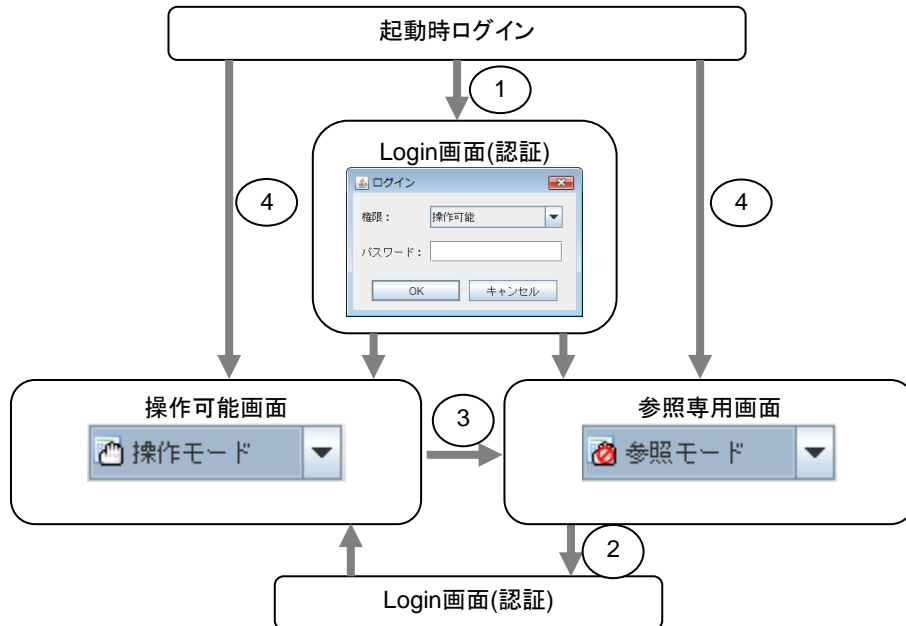 起動時ログイン
1
Login画面(認証)
ログイン
権限：
操作可能
パスワード：
OK
キャンセル
4
4
操作可能画面
操作モード
3
参照専用画面
参照モード
2
Login画面(認証)